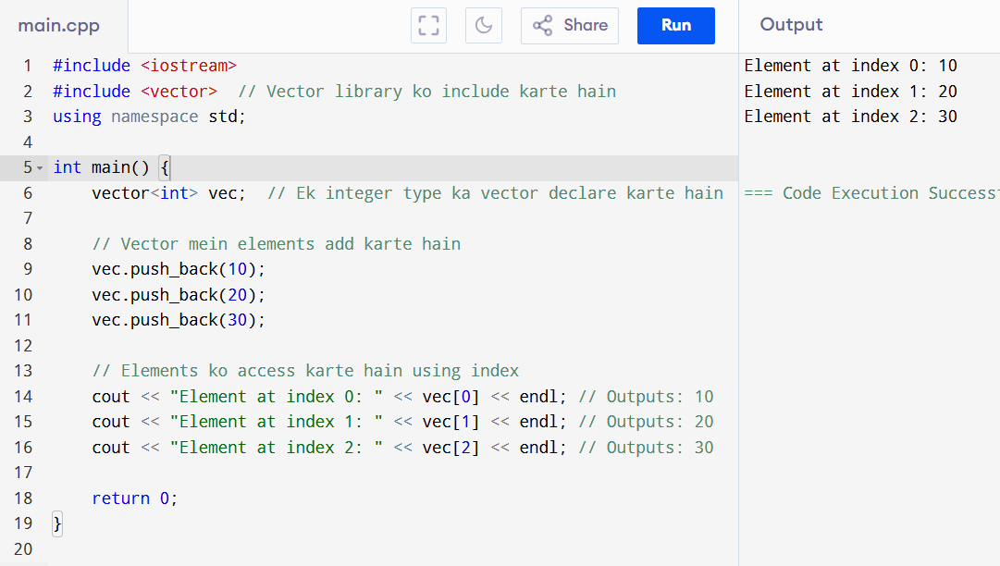 main.cpp
Share
Run
Output
1 #include <iostream>
2 #include <vector>  // Vector library ko include karte hain
3 using namespace std;
4
5 int main() {
6     vector<int> vec;  // Ek integer type ka vector declare karte hain
7
8     // Vector mein elements add karte hain
9     vec.push_back(10);
10     vec.push_back(20);
11     vec.push_back(30);
12
13     // Elements ko access karte hain using index
14     cout << "Element at index 0: " << vec[0] << endl; // Outputs: 10
15     cout << "Element at index 1: " << vec[1] << endl; // Outputs: 20
16     cout << "Element at index 2: " << vec[2] << endl; // Outputs: 30
17
18     return 0;
19 }
20
Element at index 0: 10
Element at index 1: 20
Element at index 2: 30
=== Code Execution Success